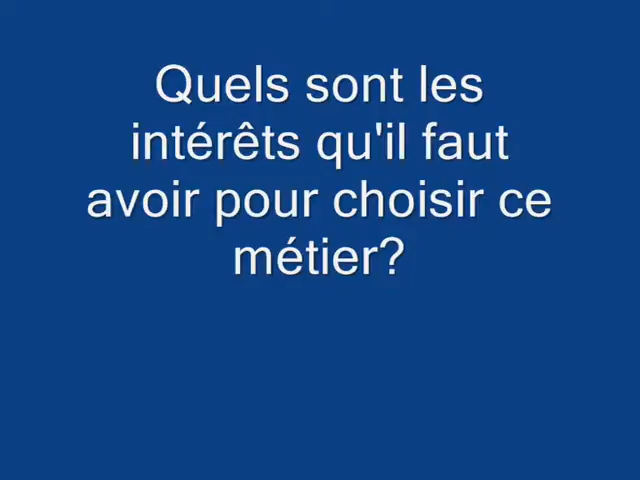 Quels sont les
intérêts qu'il faut
avoir pour choisir ce
métier?